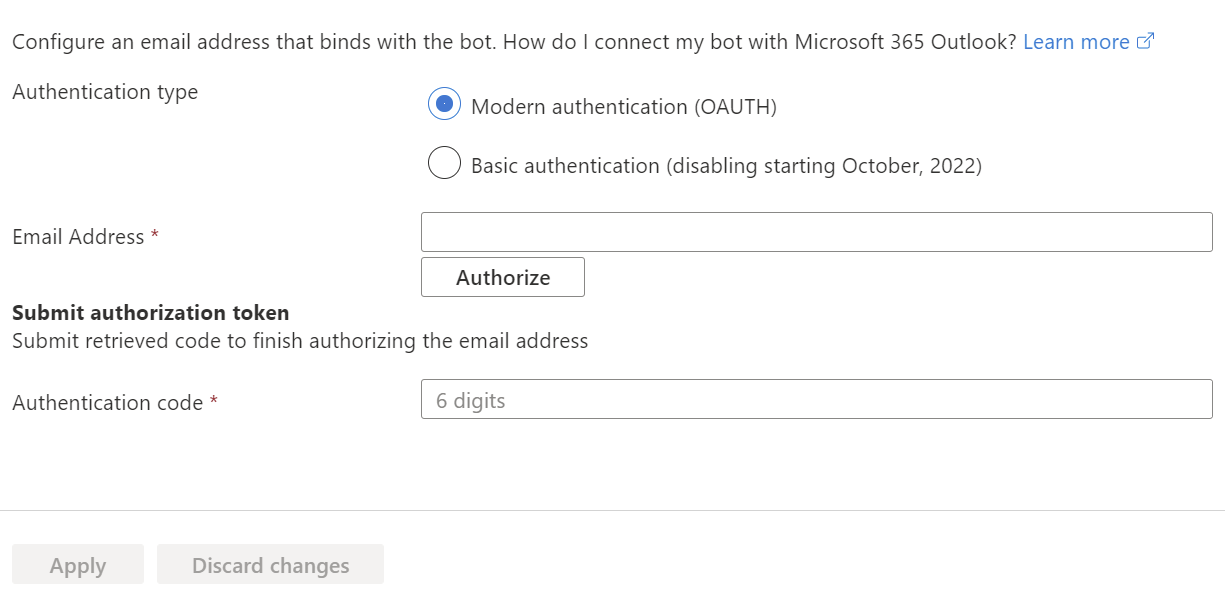 Configure an email address that binds with the bot. How do I connect my bot with Microsoft 365 Outlook? Learn more
Authentication type
Modern authentication (OAUTH)
Basic authentication (disabling starting October, 2022)
Email Address *
Authorize
Submit authorization token
Submit retrieved code to finish authorizing the email address
Authentication code *
6 digits
Apply
Discard changes